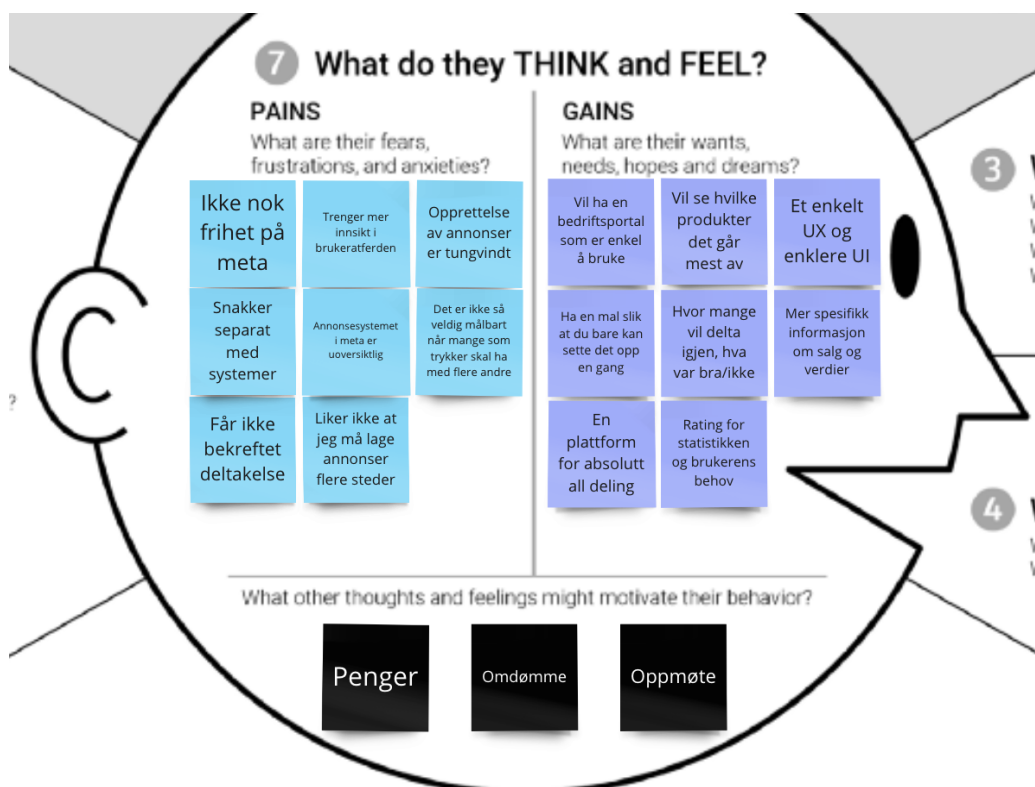 7 What do they THINK and FEEL?
PAINS
What are their fears,
frustrations, and anxieties?
Ikke nok
frihet på
meta
Trenger mer
innsikt i
brukeratferden
Opprettelse
av annonser
er tungvindt
Snakker
separat
med
systemer
Annonsesystemet
i meta er
uoversiktlig
Det er ikke så
veldig målbart
når mange som
trykker skal ha
med flere andre
Får ikke
bekreftet
deltakelse
Liker ikke at
jeg må lage
annonser
flere steder
GAINS
What are their wants,
needs, hopes and dreams?
Vil ha en
bedriftsportal
som er enkel
å bruke
Vil se hvilke
produkter
det går
mest av
Et enkelt
UX og
enklere UI
Ha en mal slik
at du bare kan
sette det opp
en gang
Hvor mange
vil delta
igjen, hva
var bra/ikke
Mer spesifikk
informasjon
om salg og
verdier
En
plattform
for absolutt
all deling
Rating for
statistikken
og brukerens
behov
What other thoughts and feelings might motivate their behavior?
Penger
Omdømme
Oppmøte
3
4
?